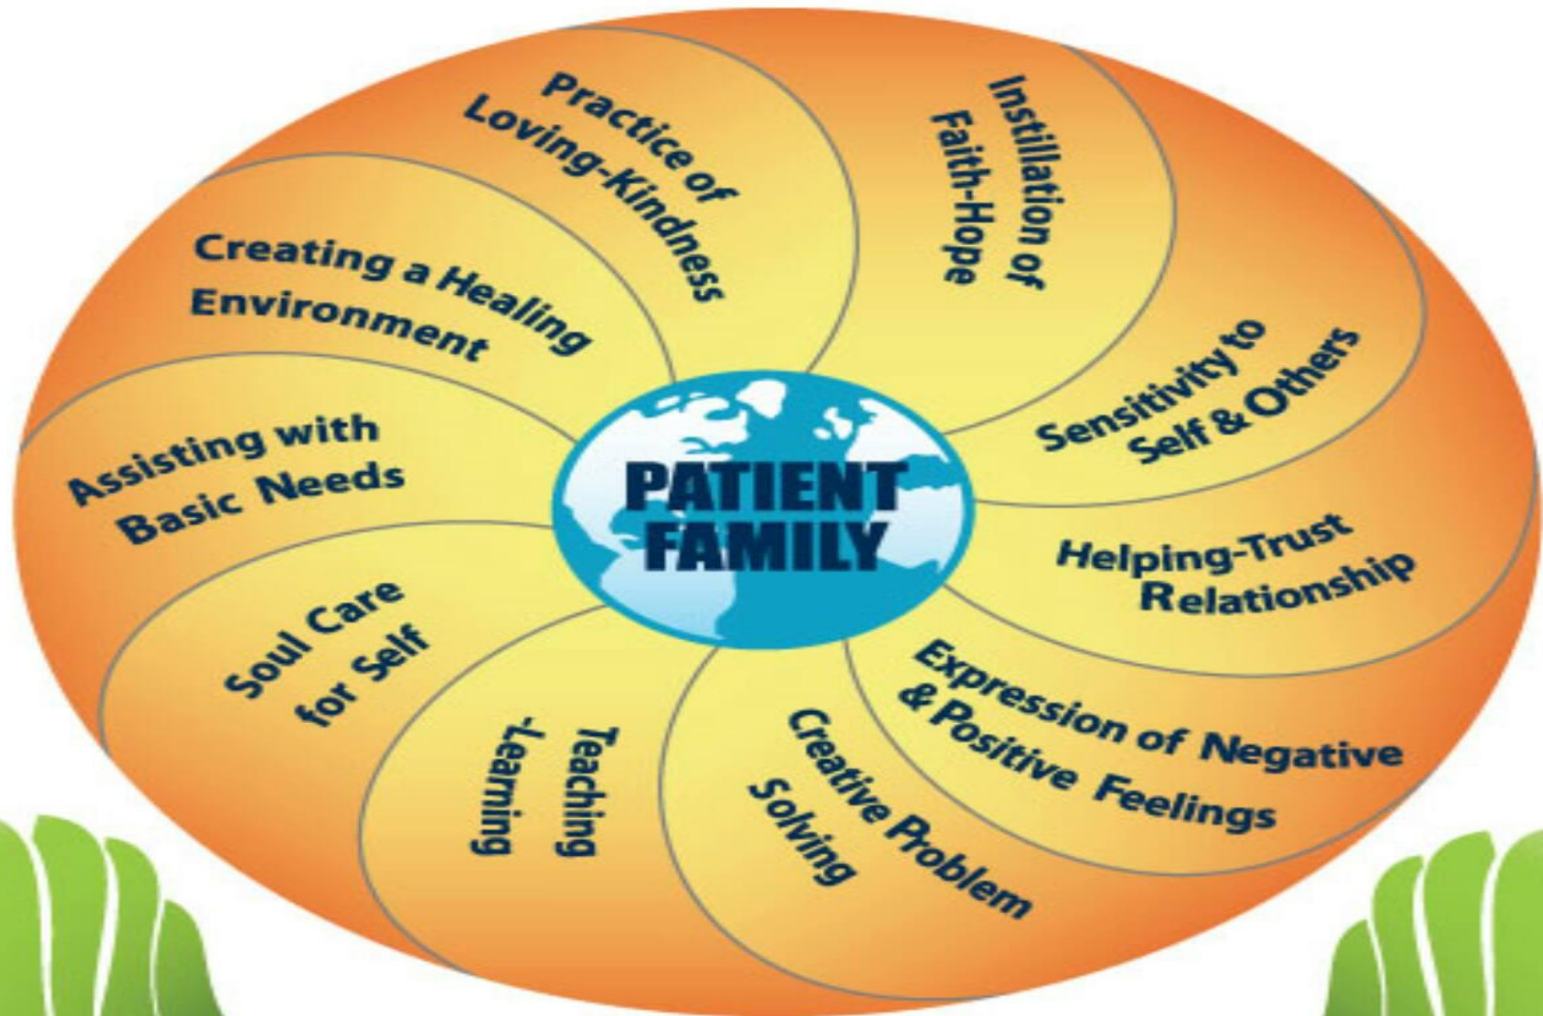 Practice of
Loving-Kindness
Instillation of
Faith-Hope
Sensitivity to
Self & Others
Helping-Trust
Relationship
Expression of Negative
& Positive Feelings
Creative Problem
Solving
Teaching
-Learning
Soul Care
for Self
Assisting with
Basic Needs
Creating a Healing
Environment
PATIENT
FAMILY